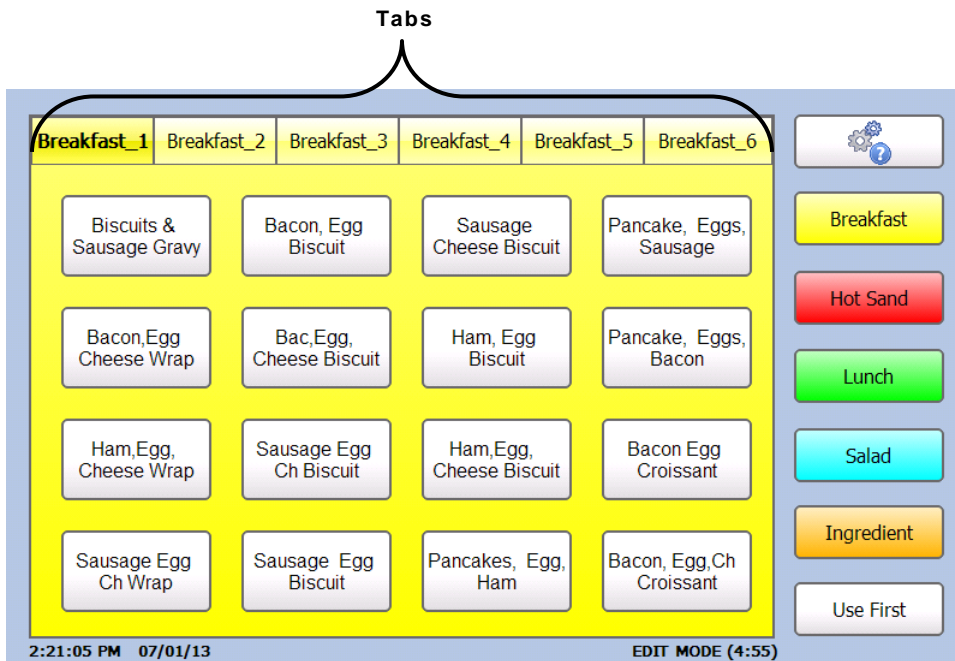 Tabs
Breakfast_1 Breakfast_2 Breakfast_3 Breakfast_4 Breakfast_5 Breakfast_6
?
Biscuits &
Sausage Gravy
Bacon, Egg
Biscuit
Sausage
Cheese Biscuit
Pancake, Eggs,
Sausage
Bacon,Egg
Cheese Wrap
Bac,Egg,
Cheese Biscuit
Ham, Egg
Biscuit
Pancake, Eggs,
Bacon
Ham,Egg,
Cheese Wrap
Sausage Egg
Ch Biscuit
Ham,Egg,
Cheese Biscuit
Bacon Egg
Croissant
Sausage Egg
Ch Wrap
Sausage Egg
Biscuit
Pancakes, Egg,
Ham
Bacon, Egg,Ch
Croissant
Breakfast
Hot Sand
Lunch
Salad
Ingredient
Use First
2:21:05 PM 07/01/13
EDIT MODE (4:55)